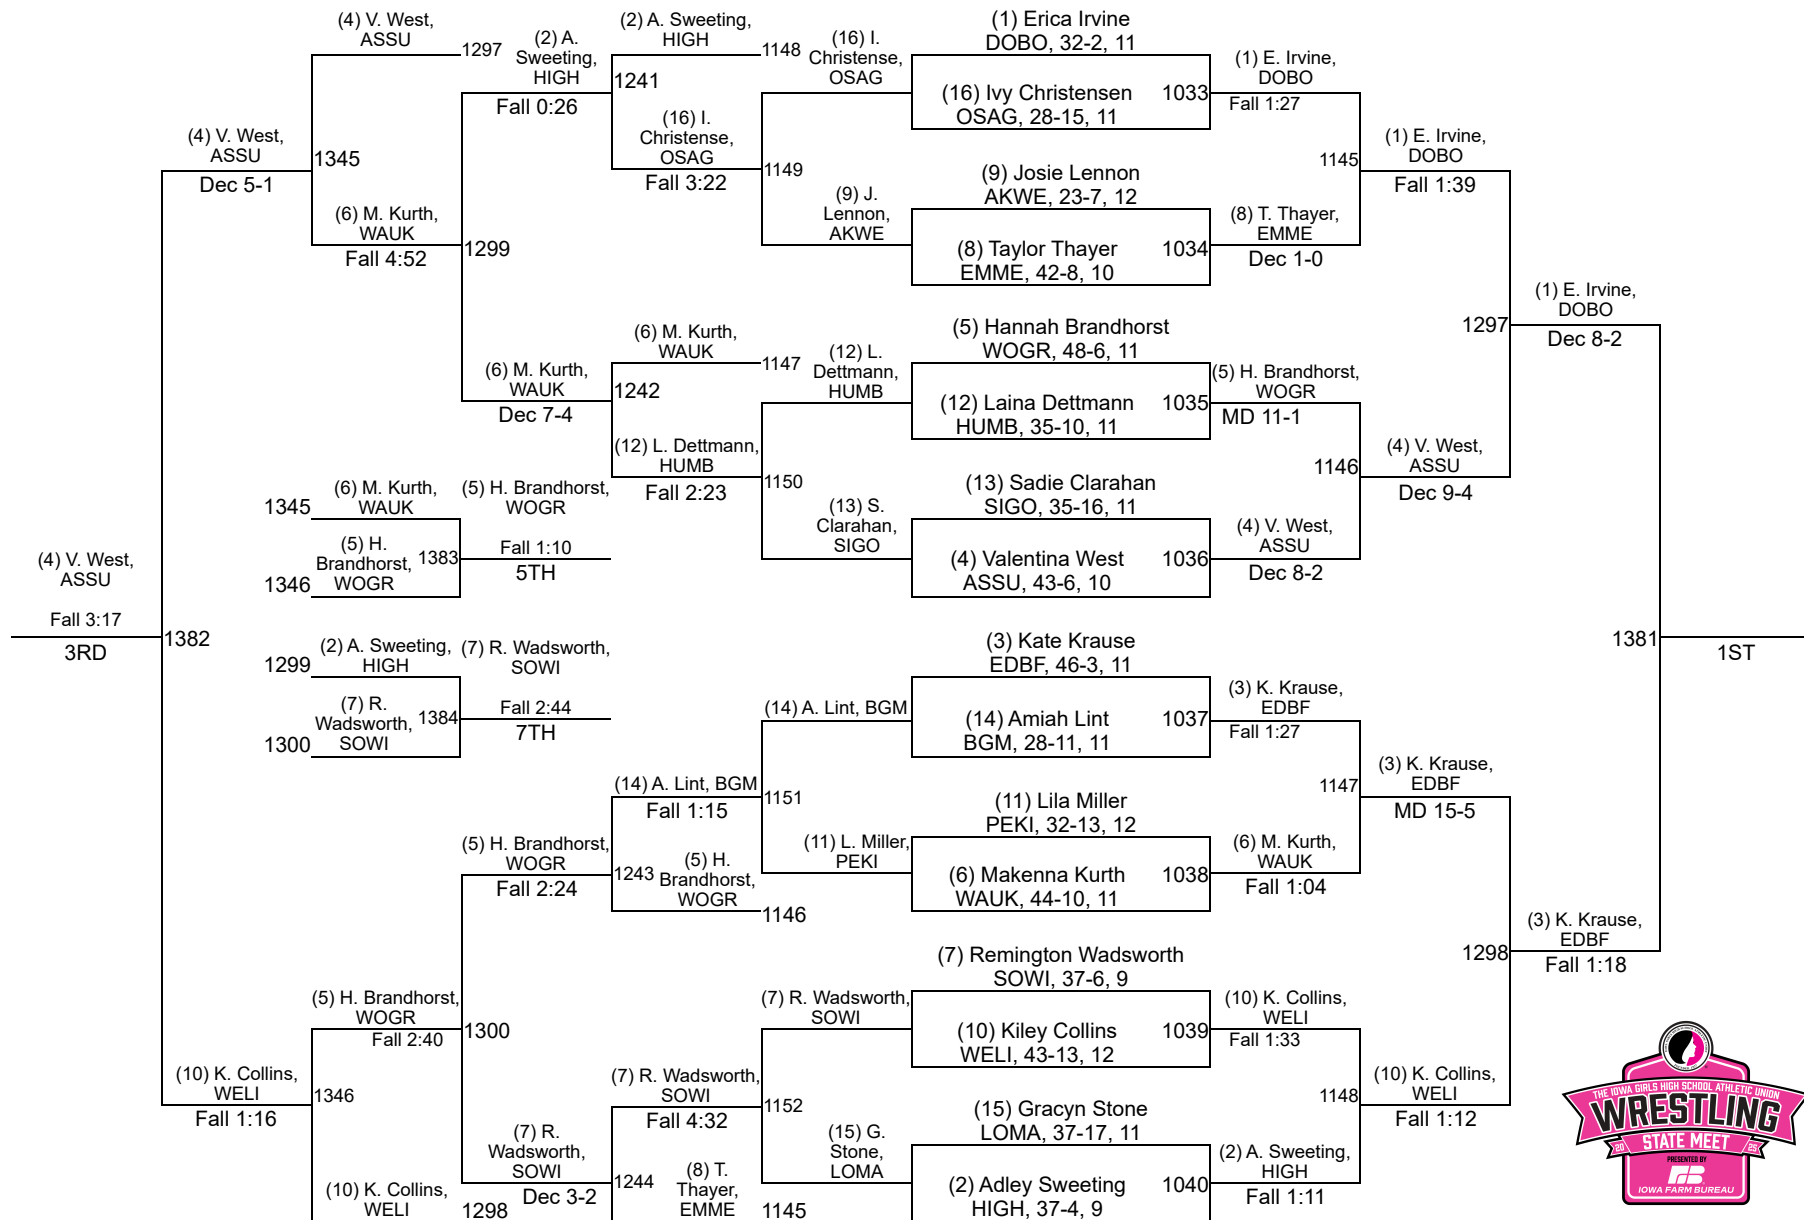 (4) V. West,
ASSU
1297
(2) A.
Sweeting,
HIGH
Fall 0:26
(2) A. Sweeting,
HIGH
1148
1241
(16) I.
Christense,
OSAG
Fall 3:22
(16) I.
Christense,
OSAG
1149
(9) J.
Lennon,
AKWE
(1) Erica Irvine
DOBO, 32-2, 11
(16) Ivy Christensen
OSAG, 28-15, 11
1033
(1) E. Irvine,
DOBO
Fall 1:27
(9) Josie Lennon
AKWE, 23-7, 12
(8) Taylor Thayer
EMME, 42-8, 10
1034
(8) T. Thayer,
EMME
Dec 1-0
1145
(1) E. Irvine,
DOBO
Fall 1:39
(4) V. West,
ASSU
Dec 5-1
1345
(6) M. Kurth,
WAUK
Fall 4:52
1299
(6) M. Kurth,
WAUK
Dec 7-4
(6) M. Kurth,
WAUK
1147
1242
(12) L. Dettmann,
HUMB
Fall 2:23
(12) L.
Dettmann,
HUMB
1150
(13) S.
Clarahan,
SIGO
(5) Hannah Brandhorst
WOGR, 48-6, 11
(12) Laina Dettmann
HUMB, 35-10, 11
1035
(5) H. Brandhorst,
WOGR
MD 11-1
(13) Sadie Clarahan
SIGO, 35-16, 11
(4) Valentina West
ASSU, 43-6, 10
1036
(4) V. West,
ASSU
Dec 8-2
1146
(4) V. West,
ASSU
Dec 9-4
1297
(1) E. Irvine,
DOBO
Dec 8-2
1345
(6) M. Kurth,
WAUK
(5) H. Brandhorst,
WOGR
1346
(5) H.
Brandhorst,
WOGR
1383
Fall 1:10
5TH
(4) V. West,
ASSU
Fall 3:17
3RD
1382
1299
(2) A. Sweeting,
HIGH
(7) R. Wadsworth,
SOWI
1300
(7) R.
Wadsworth,
SOWI
1384
Fall 2:44
7TH
1381
1ST
(14) A. Lint, BGM
(3) Kate Krause
EDBF, 46-3, 11
(14) Amiah Lint
BGM, 28-11, 11
1037
(3) K. Krause,
EDBF
Fall 1:27
(14) A. Lint, BGM
Fall 1:15
1151
(11) L. Miller,
PEKI
(11) Lila Miller
PEKI, 32-13, 12
(6) Makenna Kurth
WAUK, 44-10, 11
1038
(6) M. Kurth,
WAUK
Fall 1:04
1147
(3) K. Krause,
EDBF
MD 15-5
(5) H. Brandhorst,
WOGR
Fall 2:24
1243
(5) H.
Brandhorst,
WOGR
1146
1298
(3) K. Krause,
EDBF
Fall 1:18
(5) H. Brandhorst,
WOGR
Fall 2:40
1300
(7) R. Wadsworth,
SOWI
(7) Remington Wadsworth
SOWI, 37-6, 9
(10) Kiley Collins
WELI, 43-13, 12
1039
(10) K. Collins,
WELI
Fall 1:33
(10) K. Collins,
WELI
Fall 1:16
1346
(7) R. Wadsworth,
SOWI
Fall 4:32
1152
(15) G.
Stone,
LOMA
(15) Gracyn Stone
LOMA, 37-17, 11
(2) Adley Sweeting
HIGH, 37-4, 9
1040
(2) A. Sweeting,
HIGH
Fall 1:11
1148
(10) K. Collins,
WELI
Fall 1:12
(7) R.
Wadsworth,
SOWI
Dec 3-2
1244
(8) T.
Thayer,
EMME
1145
(10) K. Collins,
WELI
1298
THE IOWA GIRLS HIGH SCHOOL ATHLETIC UNION
WRESTLING
20 STATE MEET 25
PRESENTED BY
FB
IOWA FARM BUREAU